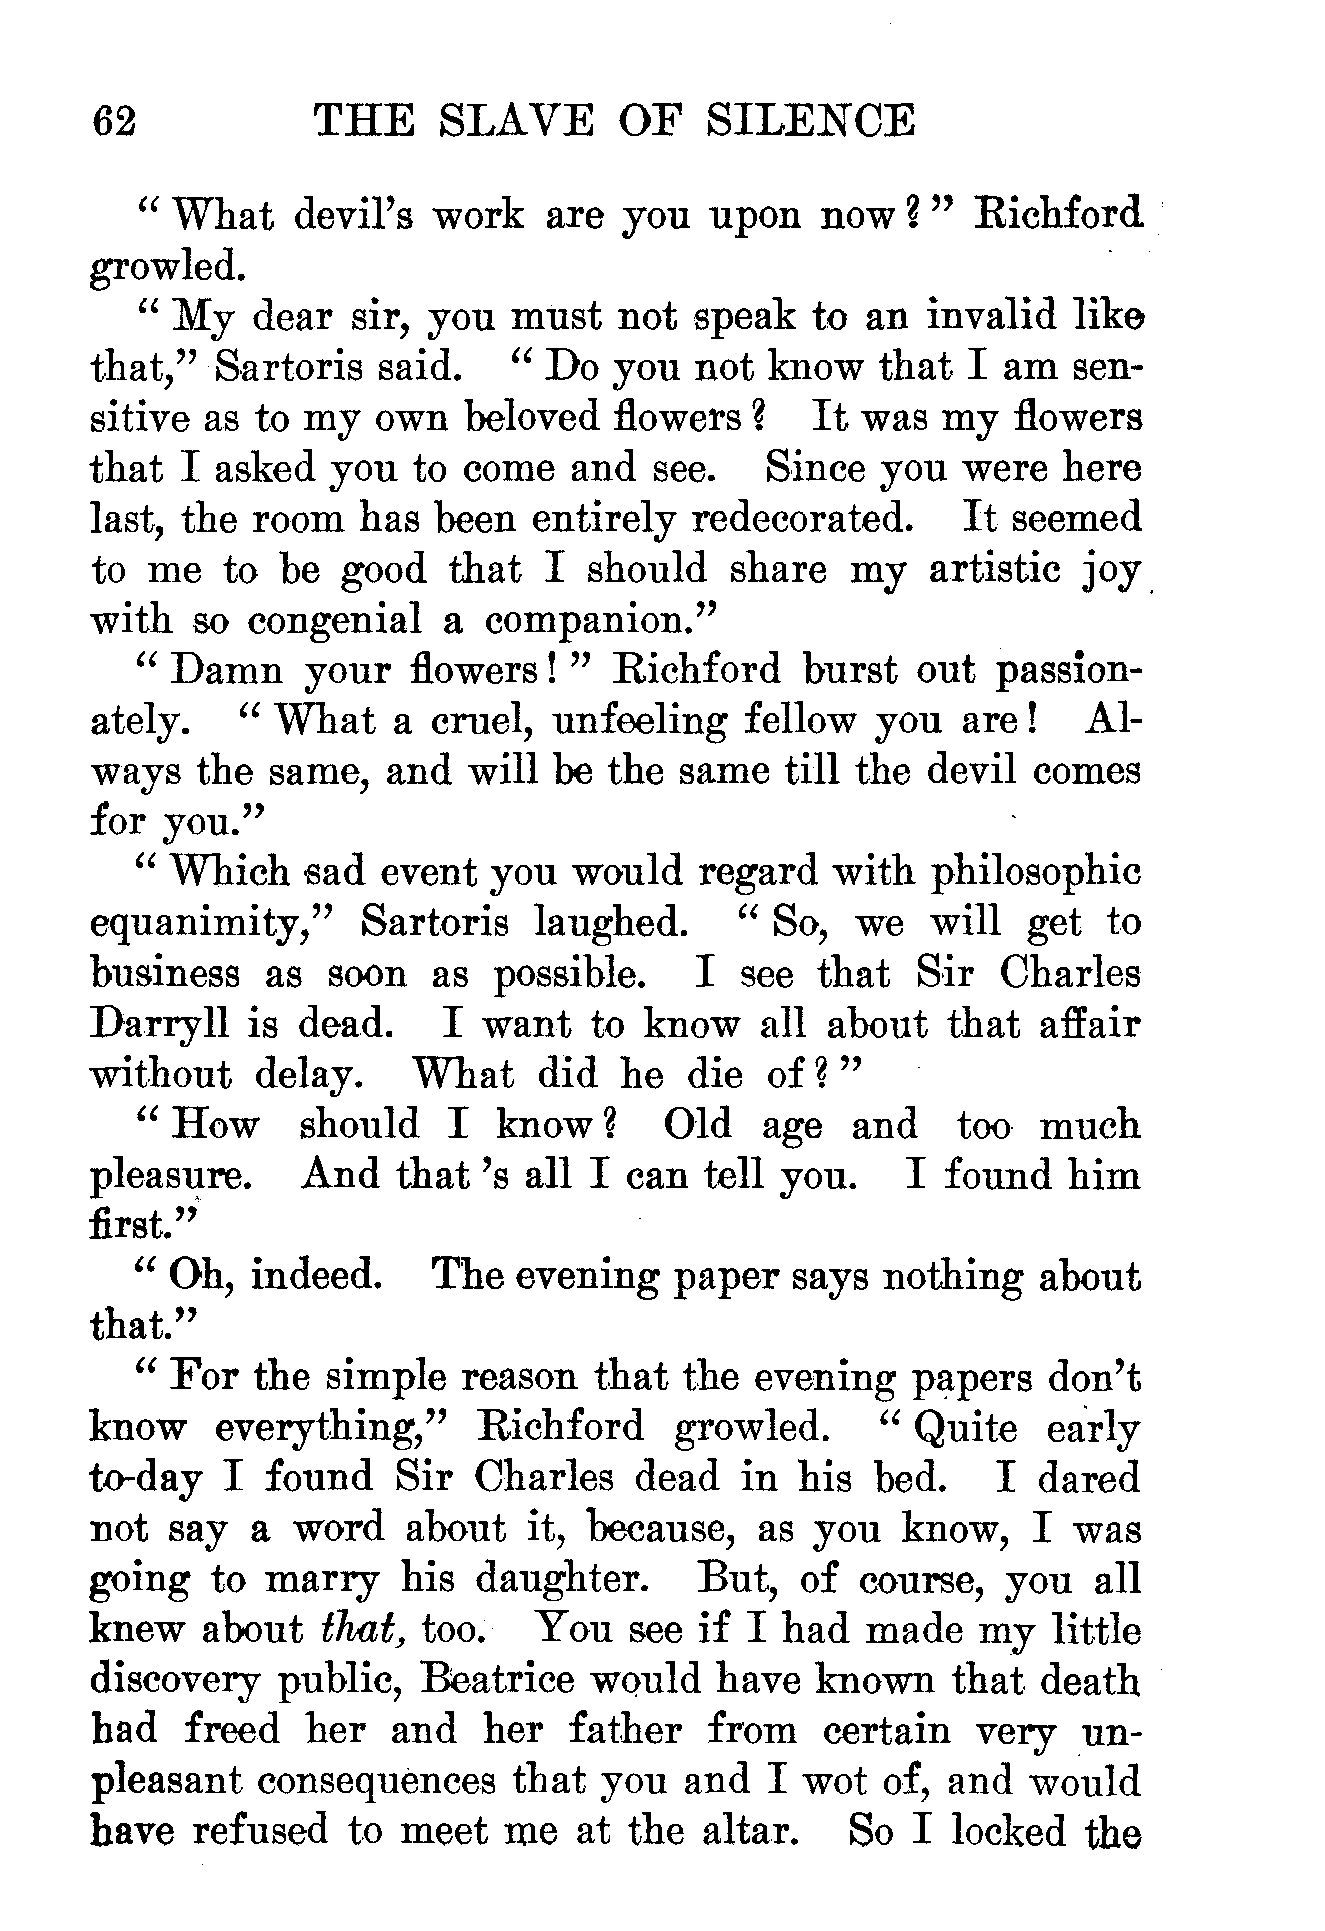 62 THE SLAVE OF SILENCE
“ What devil’s work are you upon now ? ” Richford
growled.
“ My dear sir, you must not speak to an invalid like
that,” Sartoris said. “ Do you not know that I am sen-
sitive as to my own beloved flowers ? It was my flowers
that I asked you to come and see. Since you were here
last, the room has been entirely redecorated. It seemed
to me to be good that I should share my artistic joy
with so congenial a companion.”
“ Damn your flowers ! ” Richford burst out passion-
ately. “ What a cruel, unfeeling fellow you are ! Al-
ways the same, and will be the same till the devil comes
for you.”
“ Which sad event you would regard with philosophic
equanimity,” Sartoris laughed. “ So, we will get to
business as soon as possible. I see that Sir Charles
Darryll is dead. I want to know all about that affair
without delay. What did he die of ? ”
“ How should I know ? Old age and too much
pleasure. And that ’s all I can tell you. I found him
first.”
“ Oh, indeed. The evening paper says nothing about
that.”
“ For the simple reason that the evening papers don’t
know everything,” Richford growled. “ Quite early
to-day I found Sir Charles dead in his bed. I dared
not say a word about it, because, as you know, I was
going to marry his daughter. But, of course, you all
knew about that, too. You see if I had made my little
discovery public, Beatrice would have known that death
had freed her and her father from certain very un-
pleasant consequences that you and I wot of, and would
have refused to meet me at the altar. So I locked the